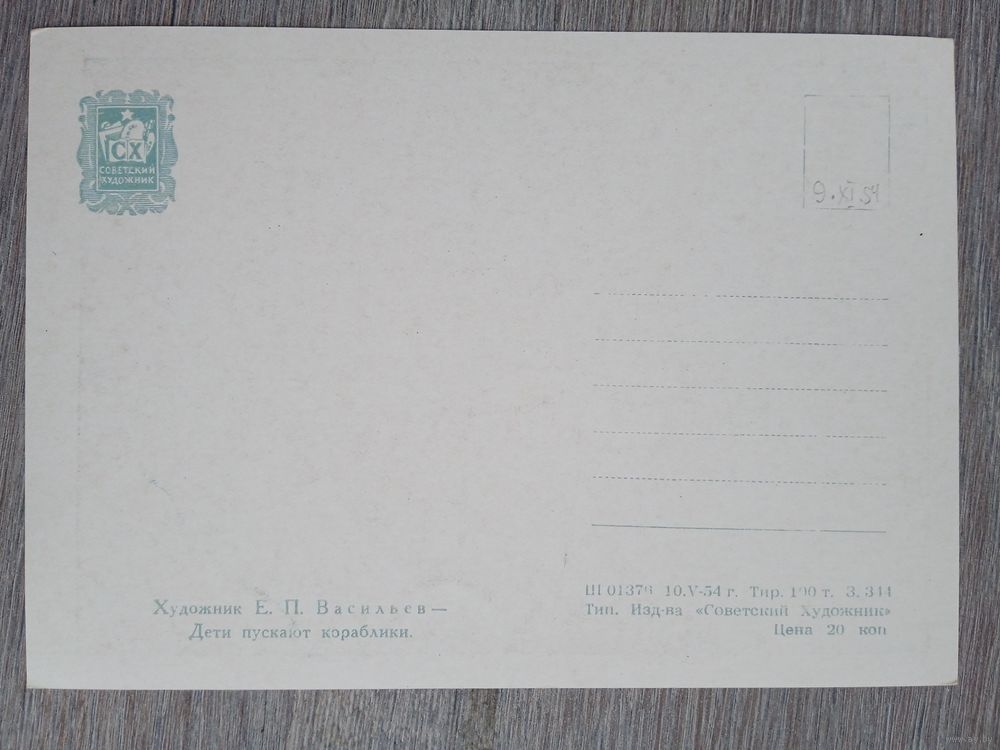 СХ
СОВЕТСКИЙ
ХУДОЖНИК
9.XI.54
Художник Е. П. Васильев —
Дети пускают кораблики.
Ш 01376 10.V-54 г. Тир. 100 т. З. 344
Тип. Изд-ва «Советский Художник»
Цена 20 коп